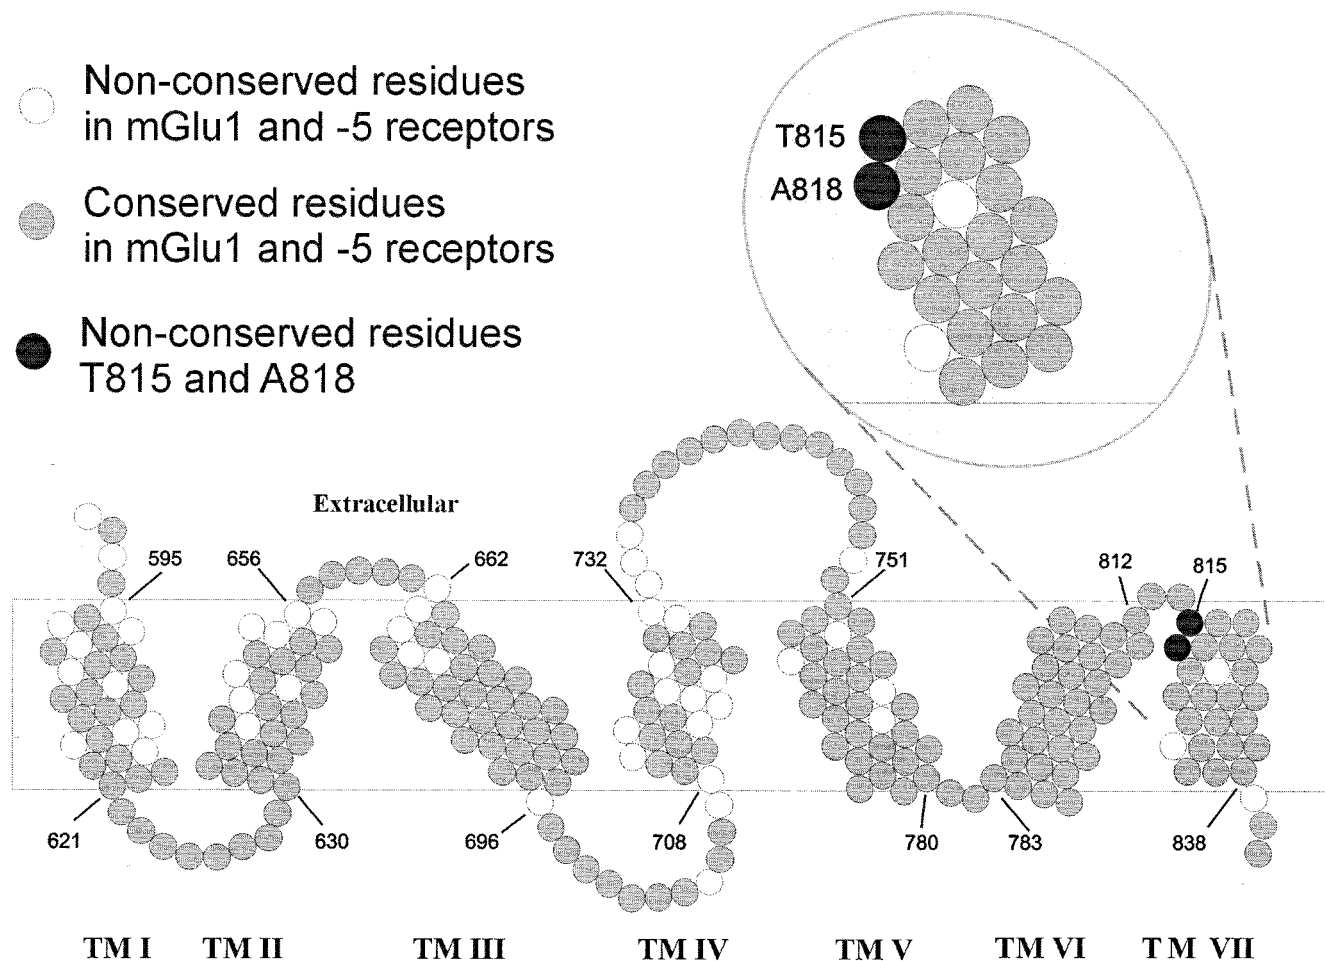 Non-conserved residues
in mGlu1 and -5 receptors
Conserved residues
in mGlu1 and -5 receptors
Non-conserved residues
T815 and A818
T815
A818
Extracellular
595
656
662
732
751
812
815
621
630
696
708
780
783
838
TM I
TM II
TM III
TM IV
TM V
TM VI
TM VII